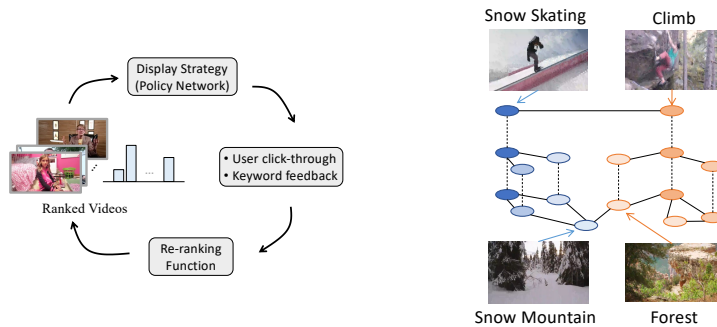 Display Strategy
(Policy Network)
• User click-through
• Keyword feedback
...
...
Ranked Videos
Re-ranking
Function
Snow Skating
Climb
Snow Mountain
Forest